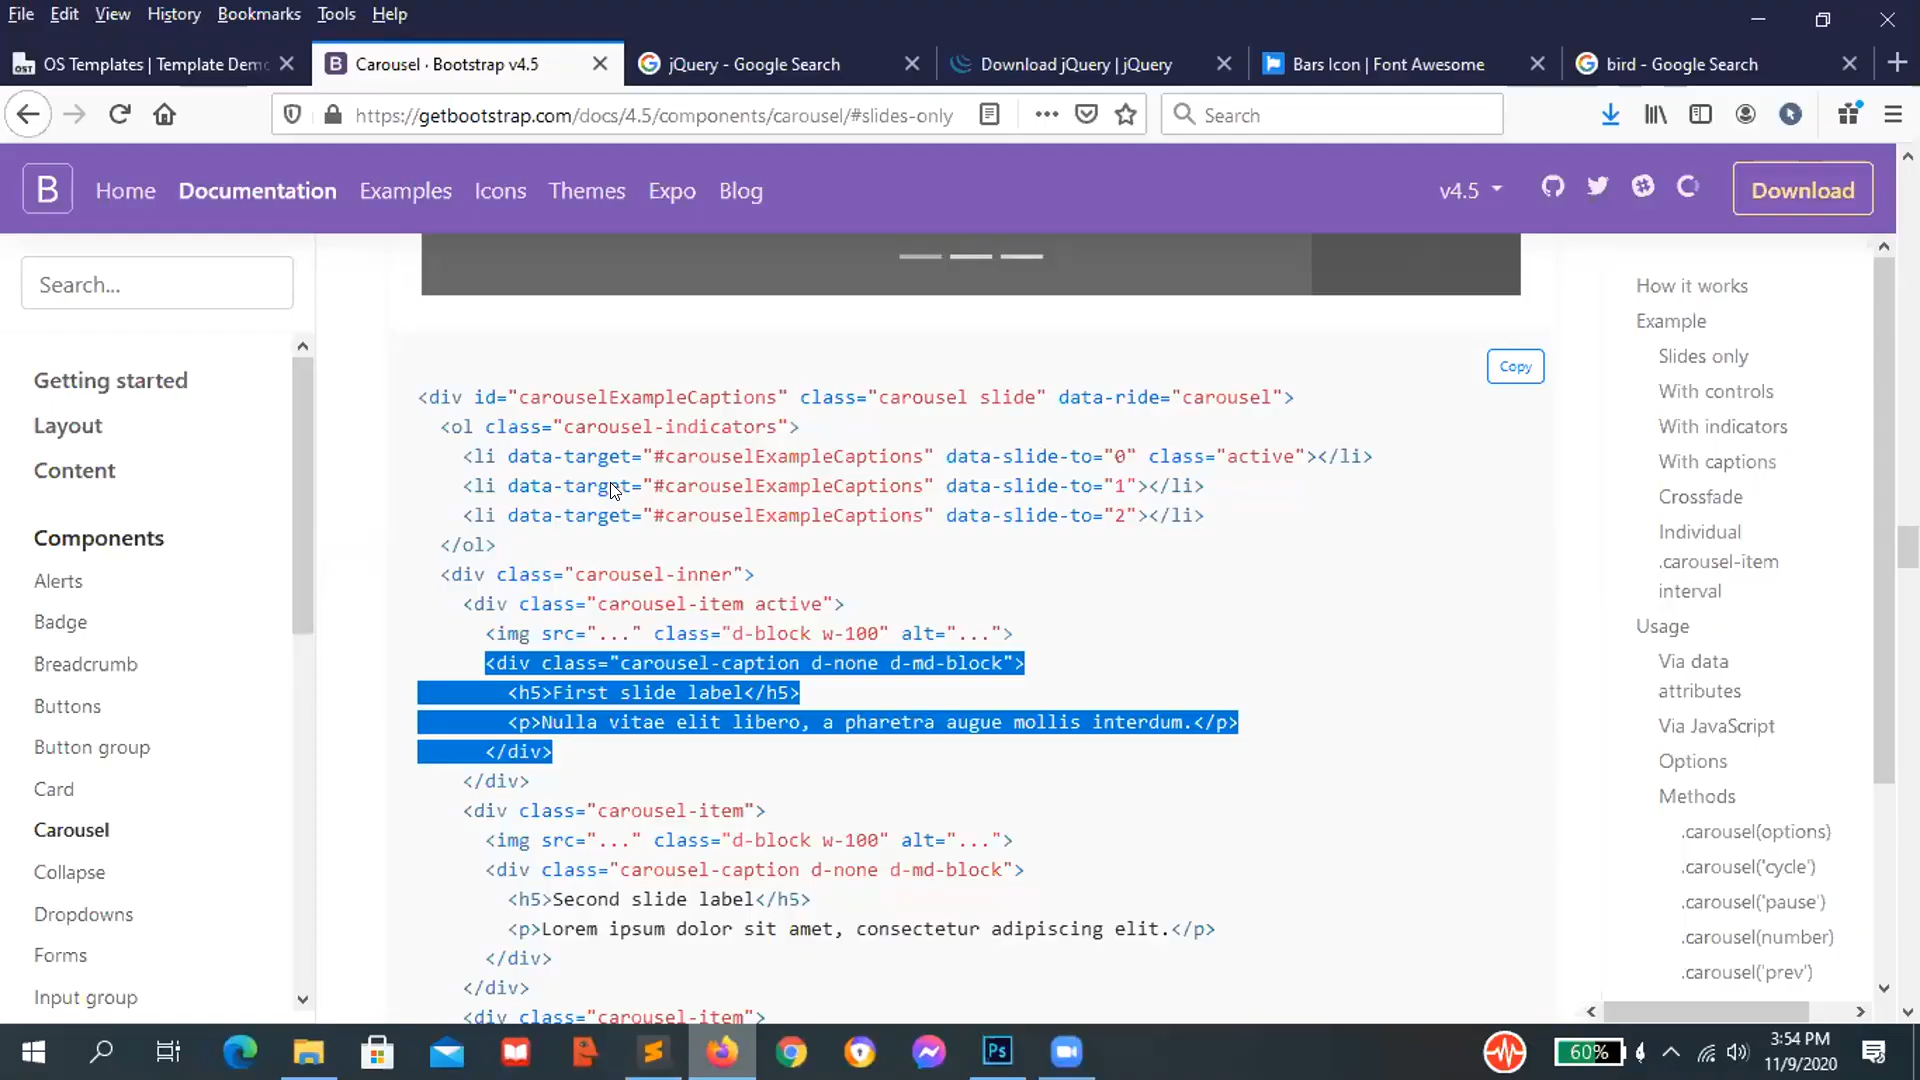 File Edit View History Bookmarks Tools Help
OS Templates | Template Demo
Carousel · Bootstrap v4.5
jQuery - Google Search
Download jQuery | jQuery
Bars Icon | Font Awesome
bird - Google Search
https://getbootstrap.com/docs/4.5/components/carousel/#slides-only
Search
B Home Documentation Examples Icons Themes Expo Blog v4.5 Download
Search...
Getting started
Layout
Content
Components
Alerts
Badge
Breadcrumb
Buttons
Button group
Card
Carousel
Collapse
Dropdowns
Forms
Input group
Copy
<div id="carouselExampleCaptions" class="carousel slide" data-ride="carousel">
<ol class="carousel-indicators">
<li data-target="#carouselExampleCaptions" data-slide-to="0" class="active"></li>
<li data-target="#carouselExampleCaptions" data-slide-to="1"></li>
<li data-target="#carouselExampleCaptions" data-slide-to="2"></li>
</ol>
<div class="carousel-inner">
<div class="carousel-item active">
<img src="..." class="d-block w-100" alt="...">
<div class="carousel-caption d-none d-md-block">
<h5>First slide label</h5>
<p>Nulla vitae elit libero, a pharetra augue mollis interdum.</p>
</div>
</div>
<div class="carousel-item">
<img src="..." class="d-block w-100" alt="...">
<div class="carousel-caption d-none d-md-block">
<h5>Second slide label</h5>
<p>Lorem ipsum dolor sit amet, consectetur adipiscing elit.</p>
</div>
</div>
<div class="carousel-item">
How it works
Example
Slides only
With controls
With indicators
With captions
Crossfade
Individual
.carousel-item
interval
Usage
Via data
attributes
Via JavaScript
Options
Methods
.carousel(options)
.carousel('cycle')
.carousel('pause')
.carousel(number)
.carousel('prev')
Ps
60%
3:54 PM
11/9/2020